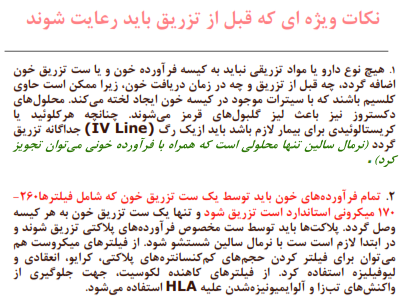 نکات ویژه ای که قبل از تزریق باید رعایت شوند
۱. هیچ نوع دارو یا مواد تزریقی نباید به کیسه فرآورده خون و یا ست تزریق خون
اضافه گردد، چه قبل از تزریق و چه در زمان دریافت خون، زیرا ممکن است حاوی
کلسیم باشند که با سیترات موجود در کیسه خون ایجاد لخته می‌کند. محلول‌های
دکستروز نیز باعث لیز گلبول‌های قرمز می‌شوند. چنانچه هرکلوئید یا
کریستالوئیدی برای بیمار لازم باشد باید ازیک رگ (IV Line) جداگانه تزریق
گردد (نرمال سالین تنها محلولی است که همراه با فرآورده خونی می‌توان تجویز
کرد) .
۲. تمام فرآورده‌های خون باید توسط یک ست تزریق خون که شامل فیلترها۲۶۰-
۱۷۰ میکرونی استاندارد است تزریق شود و تنها یک ست تزریق خون به هر کیسه
وصل گردد. پلاکت‌ها باید توسط ست مخصوص فرآورده‌های پلاکتی تزریق شوند و
در ابتدا لازم است ست با نرمال سالین شستشو شود. از فیلترهای میکروست هم
می‌توان برای فیلتر کردن حجم‌های کم‌کنسانتره‌های پلاکتی، کرایو، انعقادی و
لیوفیلیزه استفاده کرد. از فیلترهای کاهنده لکوسیت، جهت جلوگیری از
واکنش‌های تب‌زا و آلوایمیونیزه‌شدن علیه HLA استفاده می‌شود.